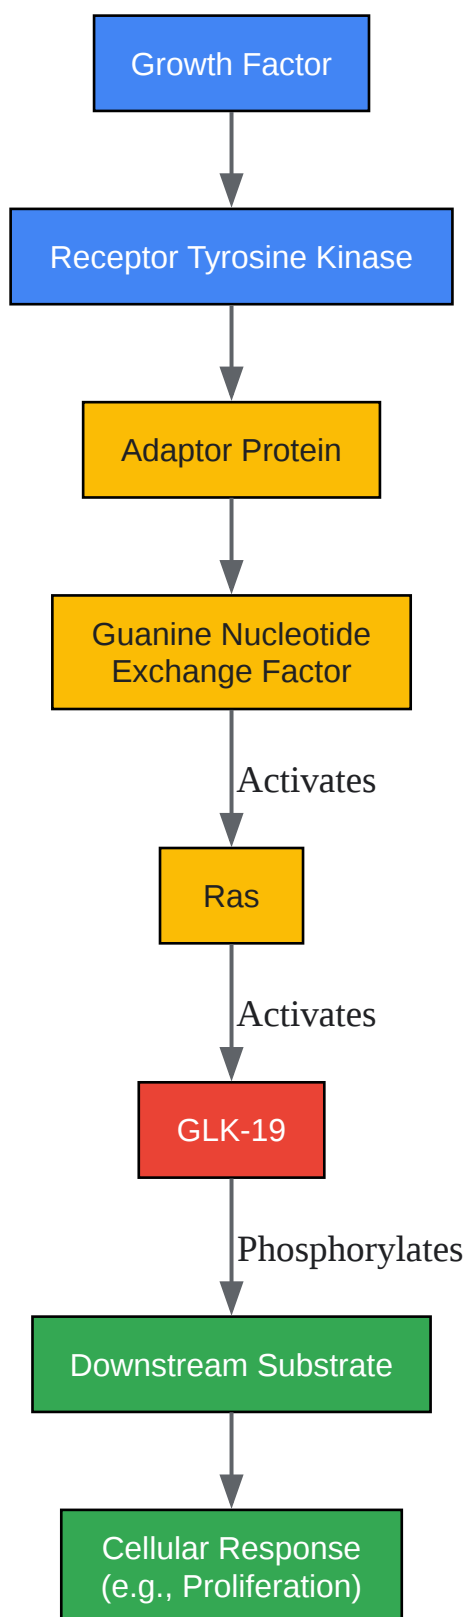 Growth Factor
Receptor Tyrosine Kinase
Adaptor Protein
Guanine Nucleotide
Exchange Factor
Activates
Ras
Activates
GLK-19
Phosphorylates
Downstream Substrate
Cellular Response
(e.g., Proliferation)